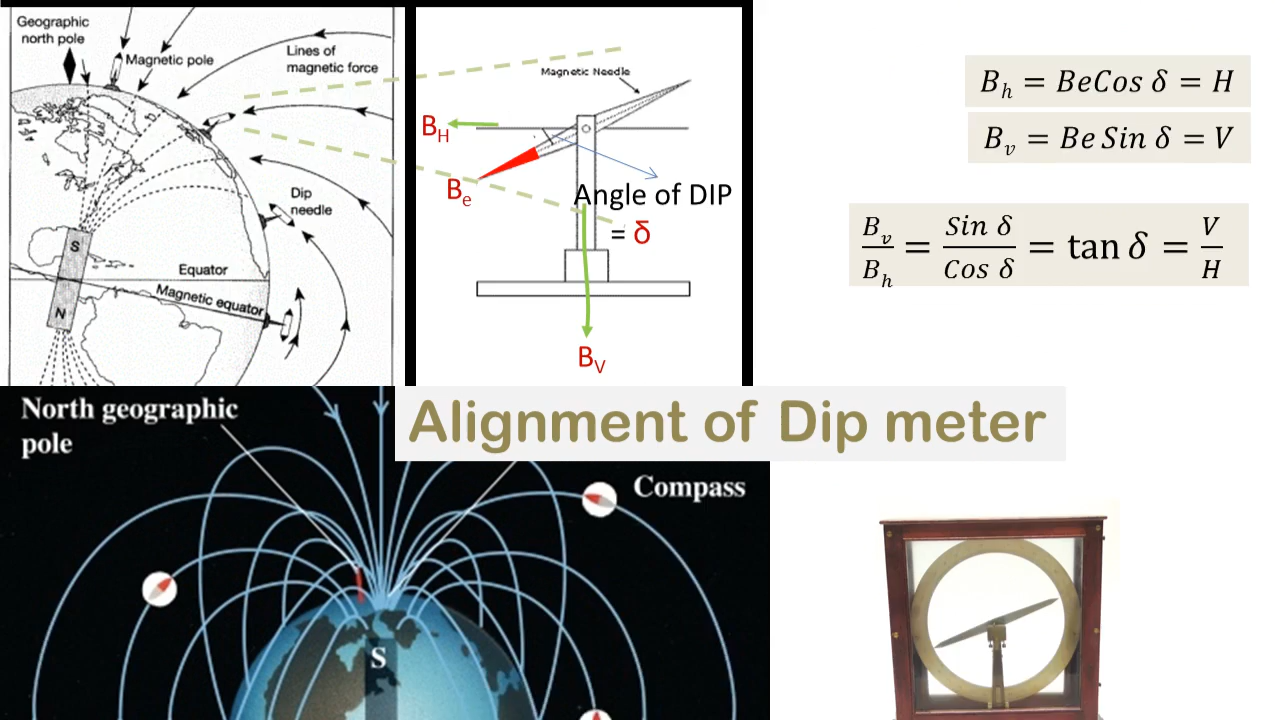 Geographic
north pole
Magnetic pole
Lines of
magnetic force
Dip
needle
S
Equator
Magnetic equator
N
Magnetic Needle
B_H
B_e
Angle of DIP
= δ
B_V
B_h = BeCos δ = H
B_v = Be Sin δ = V
B_v/B_h = Sin δ/Cos δ = tan δ = V/H
Alignment of Dip meter
North geographic
pole
Compass
S